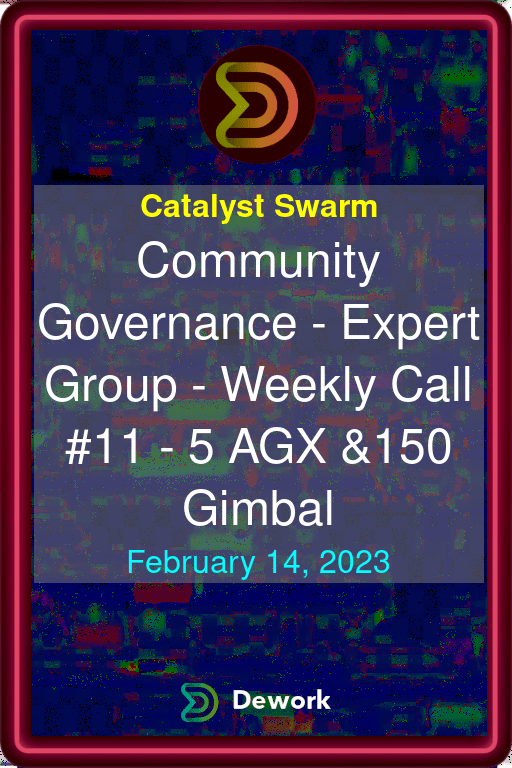 Catalyst Swarm
Community
Governance - Expert
Group - Weekly Call
#11 - 5 AGX &150
Gimbal
February 14, 2023
Dework